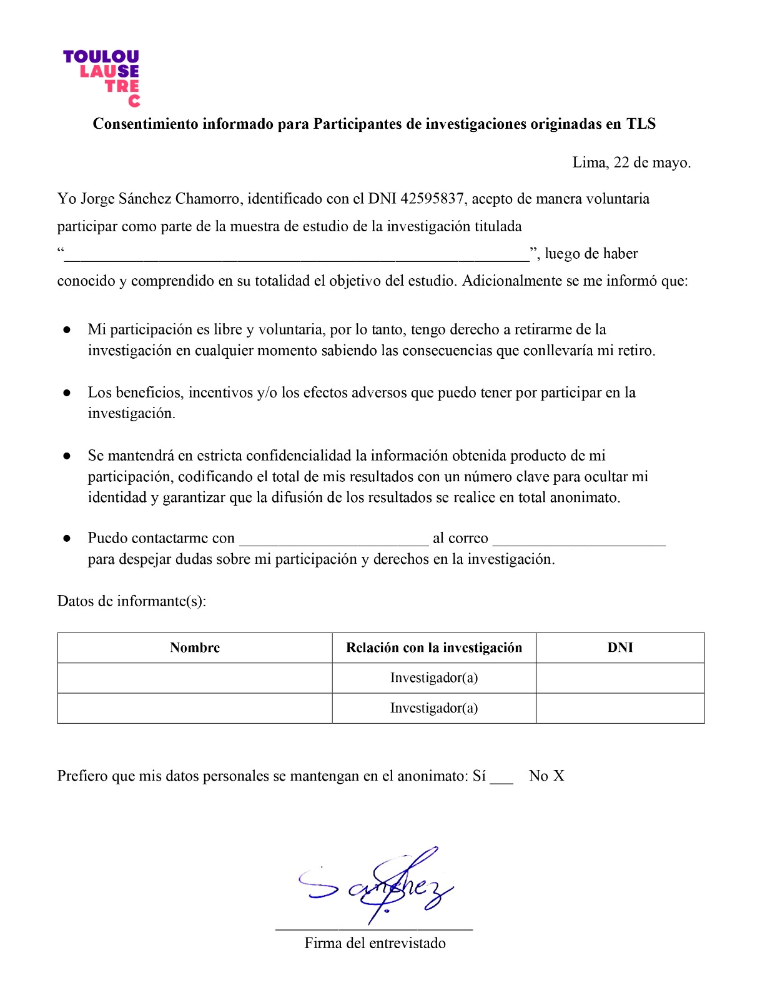 TOULOU
LAUSE
TRE
C
Consentimiento informado para Participantes de investigaciones originadas en TLS
Lima, 22 de mayo.
Yo Jorge Sánchez Chamorro, identificado con el DNI 42595837, acepto de manera voluntaria
participar como parte de la muestra de estudio de la investigación titulada
“___________________________________________________________”, luego de haber
conocido y comprendido en su totalidad el objetivo del estudio. Adicionalmente se me informó que:
● Mi participación es libre y voluntaria, por lo tanto, tengo derecho a retirarme de la
investigación en cualquier momento sabiendo las consecuencias que conllevaría mi retiro.
● Los beneficios, incentivos y/o los efectos adversos que puedo tener por participar en la
investigación.
● Se mantendrá en estricta confidencialidad la información obtenida producto de mi
participación, codificando el total de mis resultados con un número clave para ocultar mi
identidad y garantizar que la difusión de los resultados se realice en total anonimato.
● Puedo contactarme con ________________________ al correo ______________________
para despejar dudas sobre mi participación y derechos en la investigación.
Datos de informante(s):
Nombre Relación con la investigación DNI
Investigador(a)
Investigador(a)
Prefiero que mis datos personales se mantengan en el anonimato: Sí ___ No X
Sanchez
Firma del entrevistado